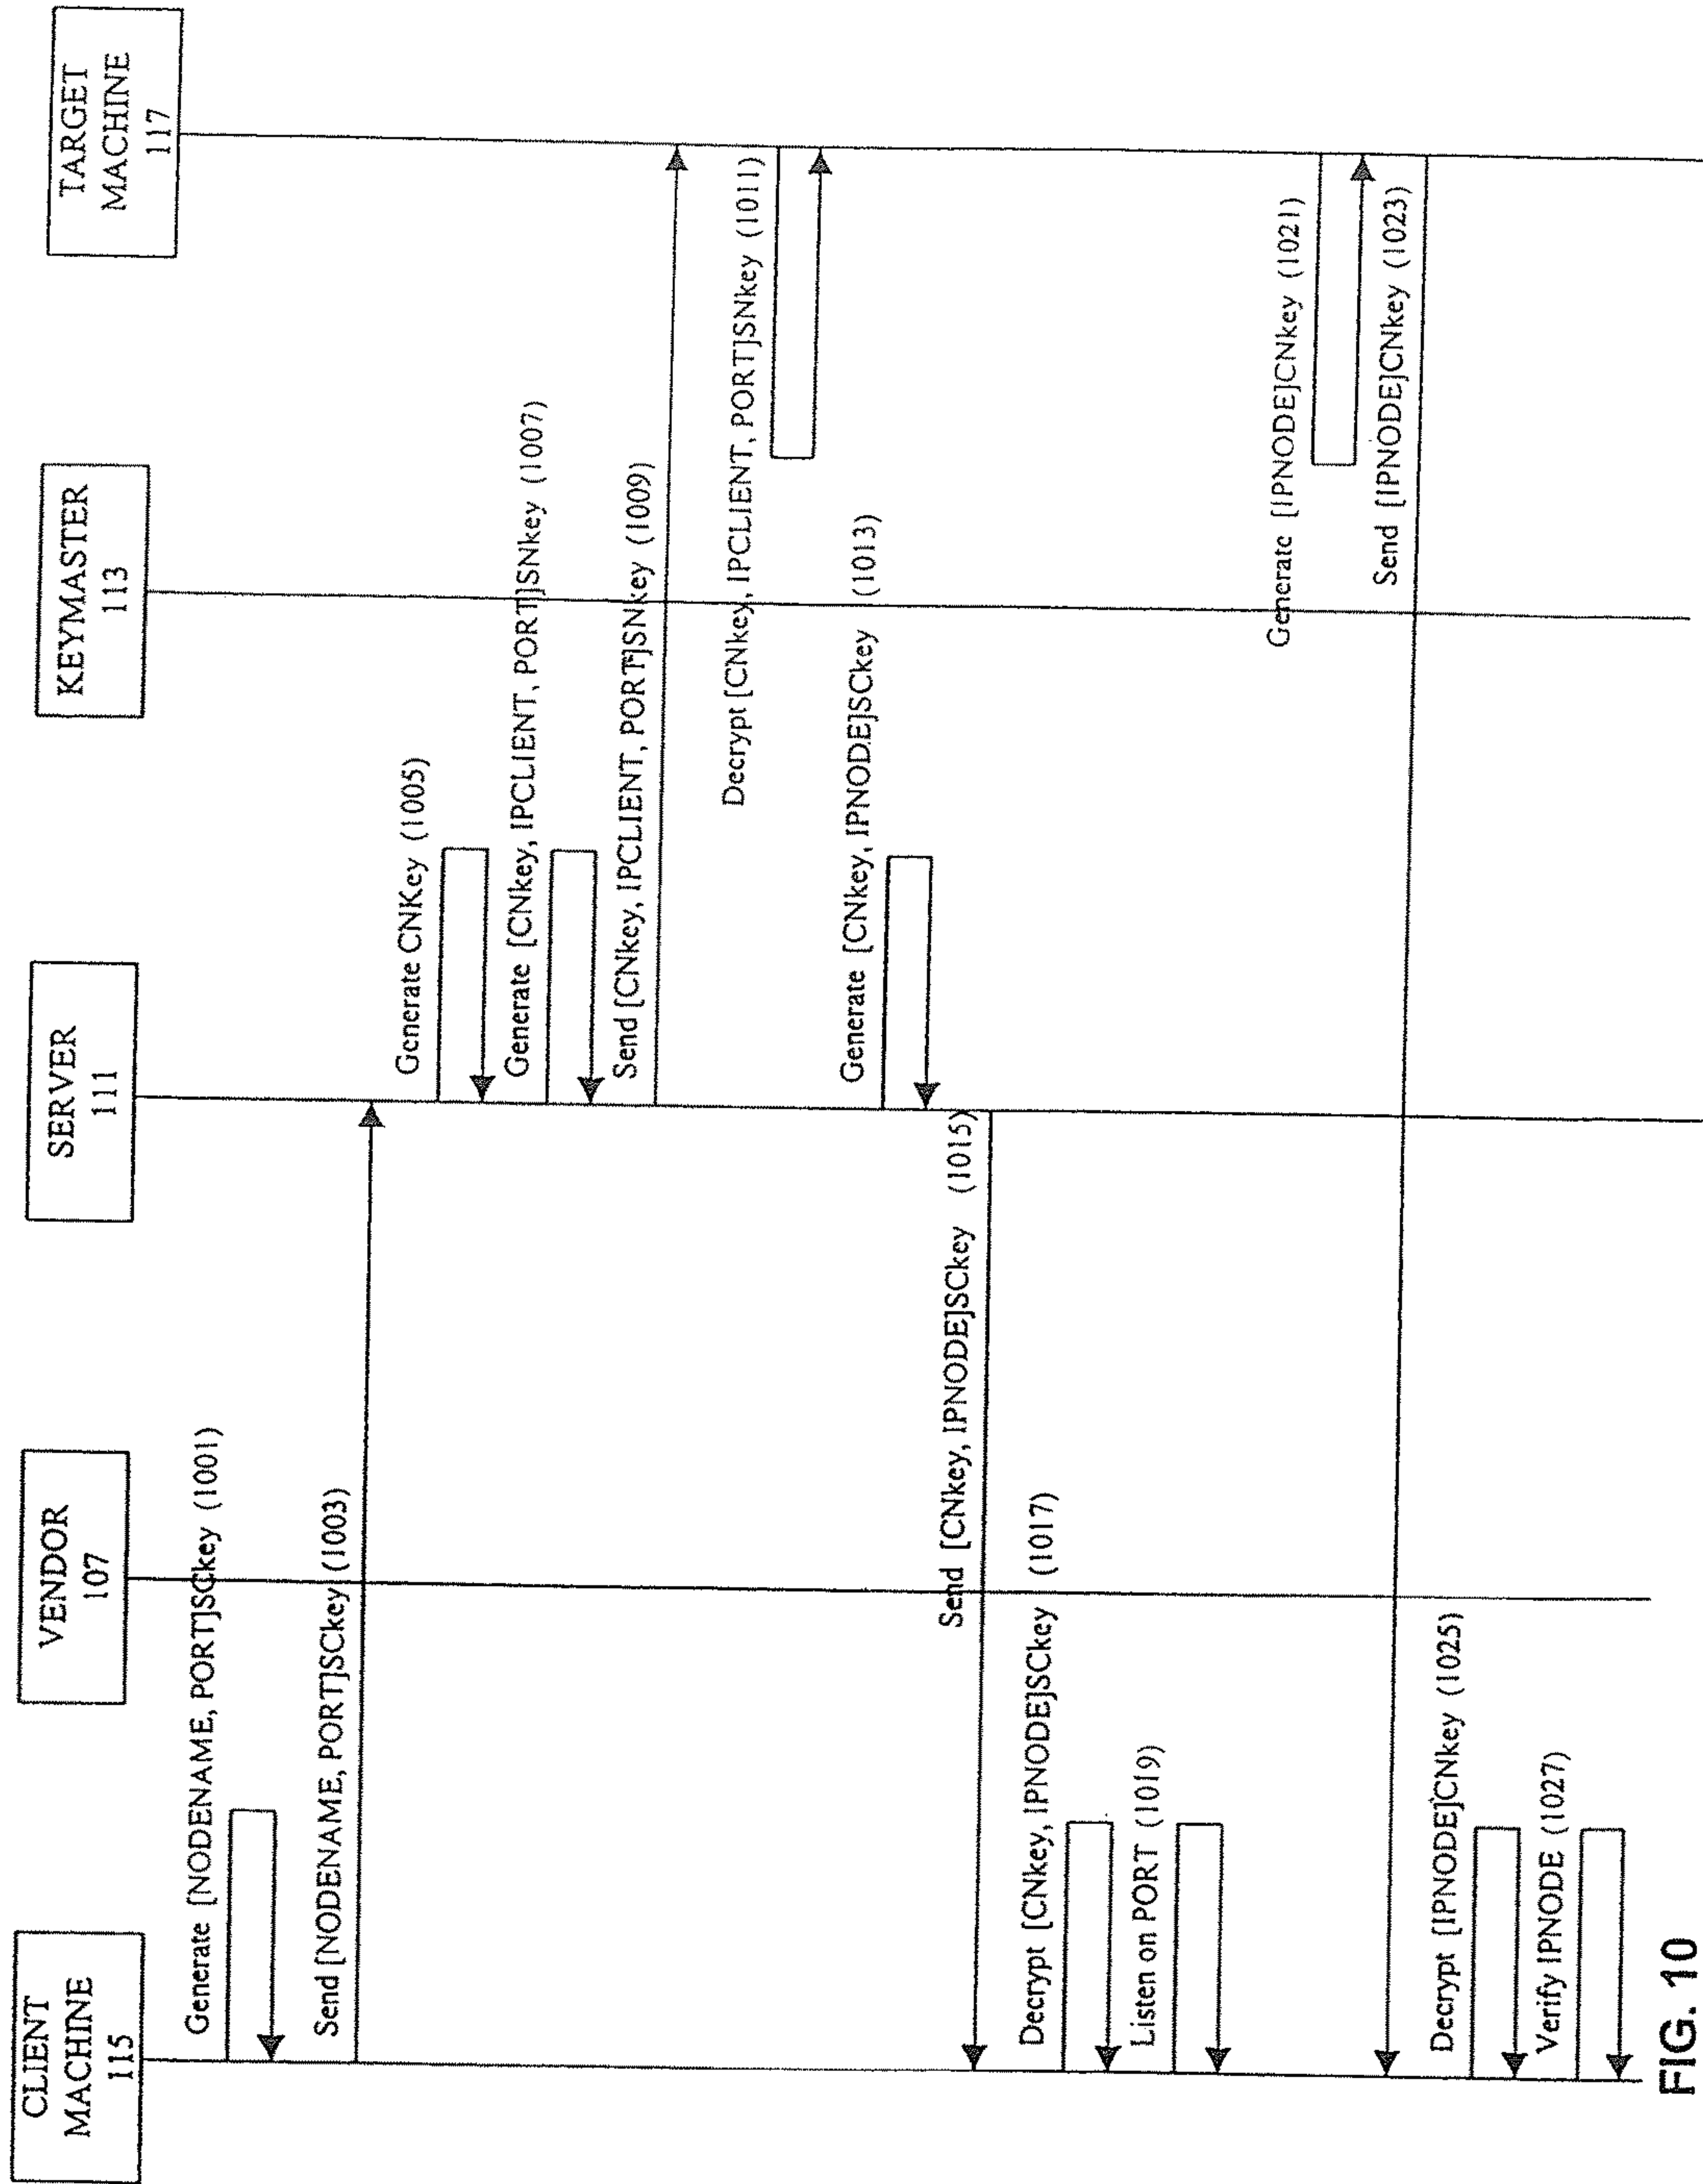 CLIENT
MACHINE
115
VENDOR
107
SERVER
111
KEYMASTER
113
TARGET
MACHINE
117
Generate [NODENAME, PORT]SCkey (1001)
Send [NODENAME, PORT]SCkey (1003)
Generate CNKey (1005)
Generate [CNkey, IPCLIENT, PORT]SNkey (1007)
Send [CNkey, IPCLIENT, PORT]SNkey (1009)
Decrypt [CNkey, IPCLIENT, PORT]SNkey (1011)
Generate [CNkey, IPNODE]SCkey (1013)
Send [CNkey, IPNODE]SCkey (1015)
Decrypt [CNkey, IPNODE]SCkey (1017)
Listen on PORT (1019)
Generate [IPNODE]CNkey (1021)
Send [IPNODE]CNkey (1023)
Decrypt [IPNODE]CNkey (1025)
Verify IPNODE (1027)
FIG. 10